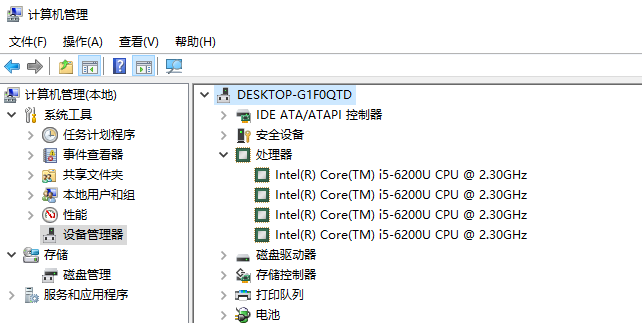 计算机管理
文件(F) 操作(A) 查看(V) 帮助(H)
计算机管理(本地)
系统工具
任务计划程序
事件查看器
共享文件夹
本地用户和组
性能
设备管理器
存储
磁盘管理
服务和应用程序
DESKTOP-G1F0QTD
IDE ATA/ATAPI 控制器
安全设备
处理器
Intel(R) Core(TM) i5-6200U CPU @ 2.30GHz
Intel(R) Core(TM) i5-6200U CPU @ 2.30GHz
Intel(R) Core(TM) i5-6200U CPU @ 2.30GHz
Intel(R) Core(TM) i5-6200U CPU @ 2.30GHz
磁盘驱动器
存储控制器
打印队列
电池